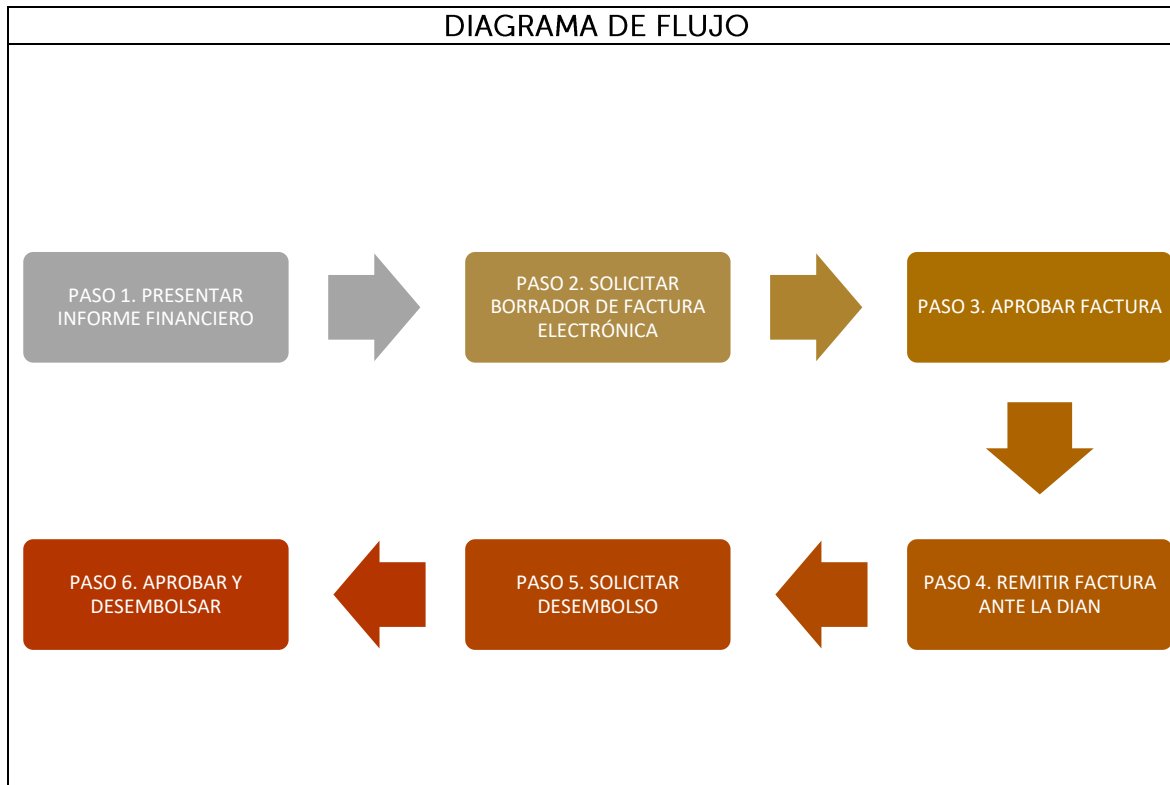 DIAGRAMA DE FLUJO
PASO 1. PRESENTAR
INFORME FINANCIERO
PASO 2. SOLICITAR
BORRADOR DE FACTURA
ELECTRÓNICA
PASO 3. APROBAR FACTURA
PASO 4. REMITIR FACTURA
ANTE LA DIAN
PASO 5. SOLICITAR
DESEMBOLSO
PASO 6. APROBAR Y
DESEMBOLSAR